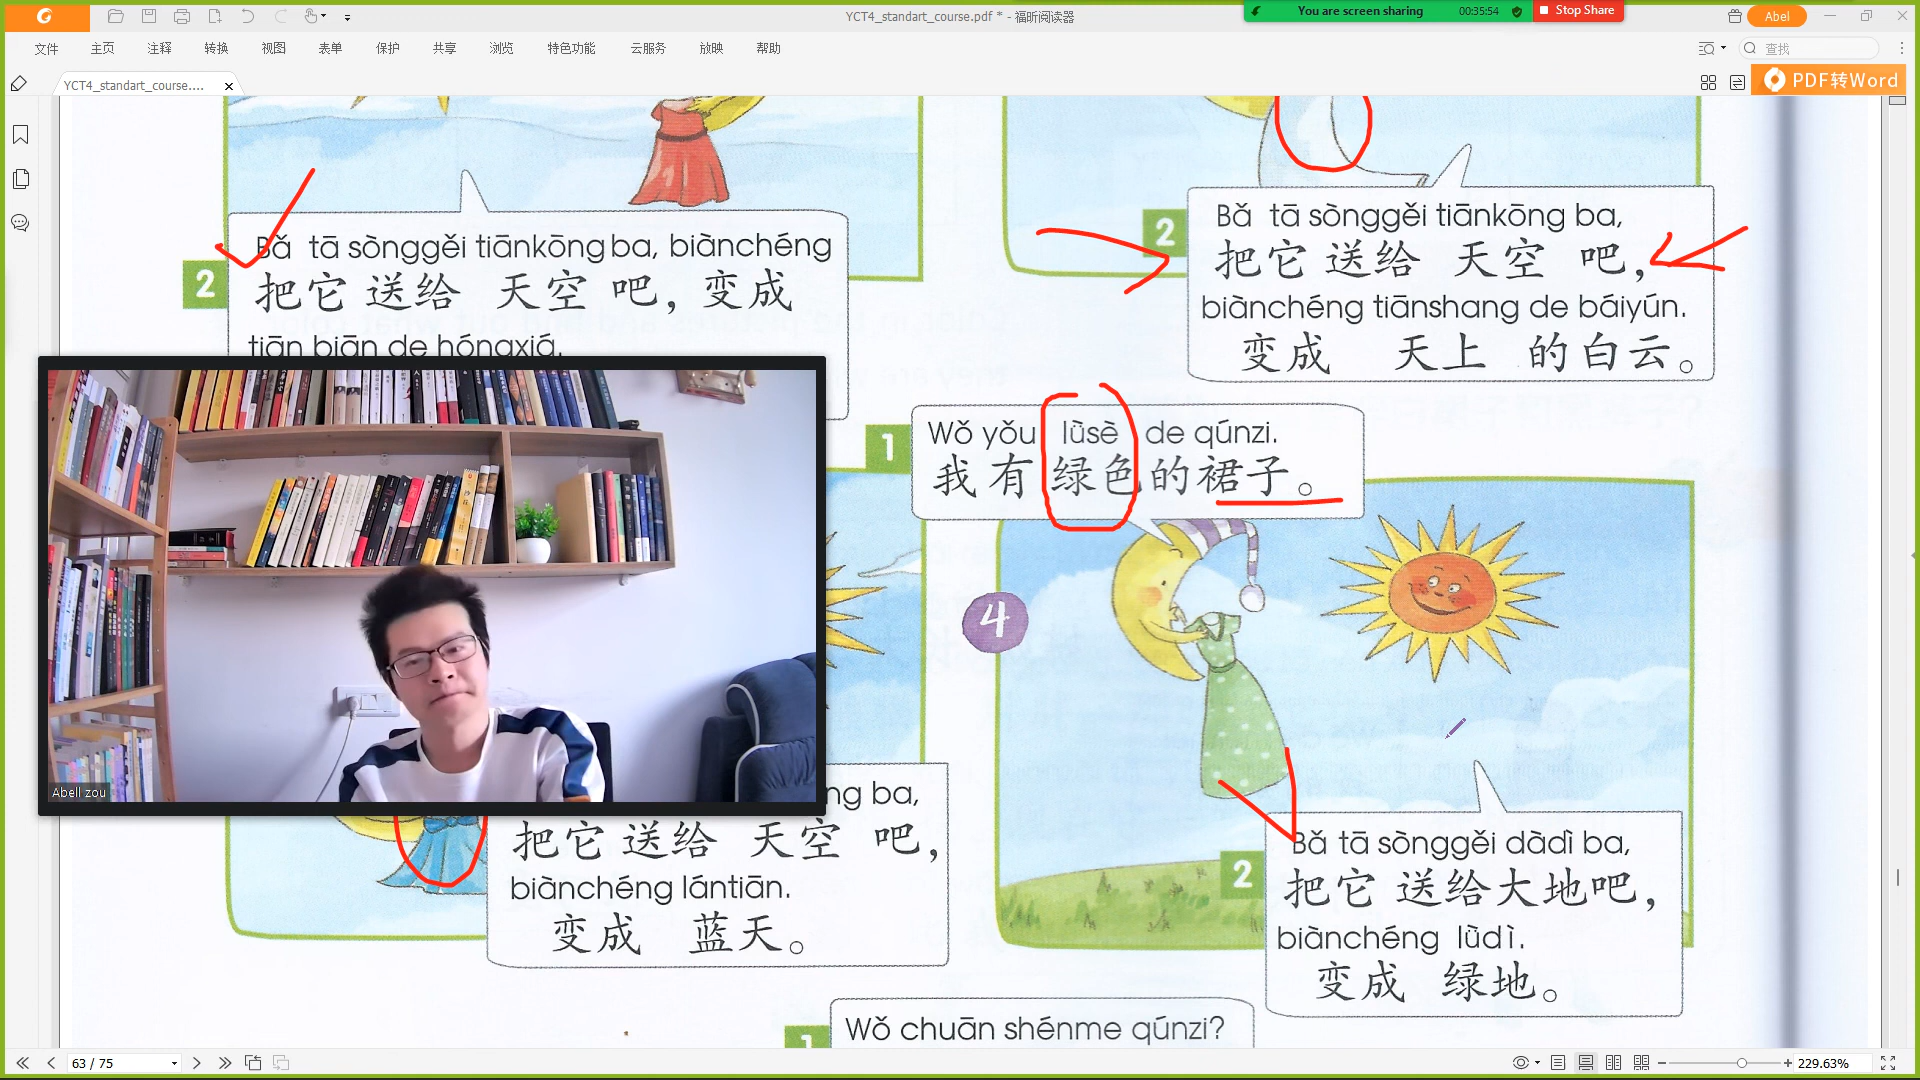 YCT4_standart_course.pdf * - 福昕阅读器
You are screen sharing
00:35:54
Stop Share
Abel
文件 主页 注释 转换 视图 表单 保护 共享 浏览 特色功能 云服务 放映 帮助
查找
YCT4_standart_course....
PDF转Word
2
Bǎ tā sònggěi tiānkōng ba, biànchéng
把它 送给 天空 吧，变成
tiān biān de hóngxiá.
2
Bǎ tā sònggěi tiānkōng ba,
把它 送给 天空 吧，
biànchéng tiānshang de báiyún.
变成 天上 的白云。
1
Wǒ yǒu lùsè de qúnzi.
我 有 绿色 的裙子。
4
Abell zou
ng ba,
把它 送给 天空 吧，
biànchéng lántiān.
变成 蓝天。
2
Bǎ tā sònggěi dàdì ba,
把它 送给大地吧，
biànchéng lùdì.
变成 绿地。
1
Wǒ chuān shénme qúnzi?
63 / 75
229.63%